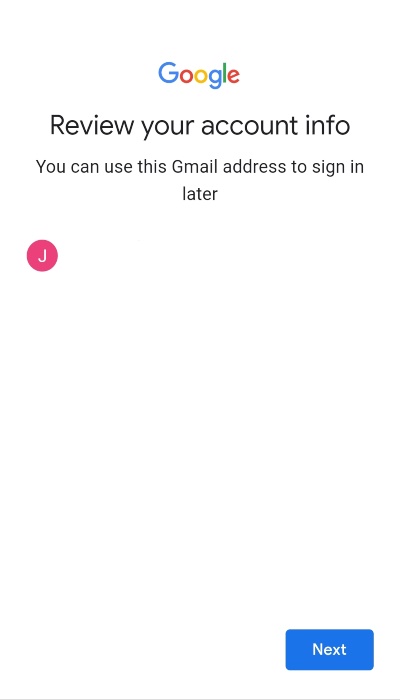 Google
Review your account info
You can use this Gmail address to sign in
later
J
Next